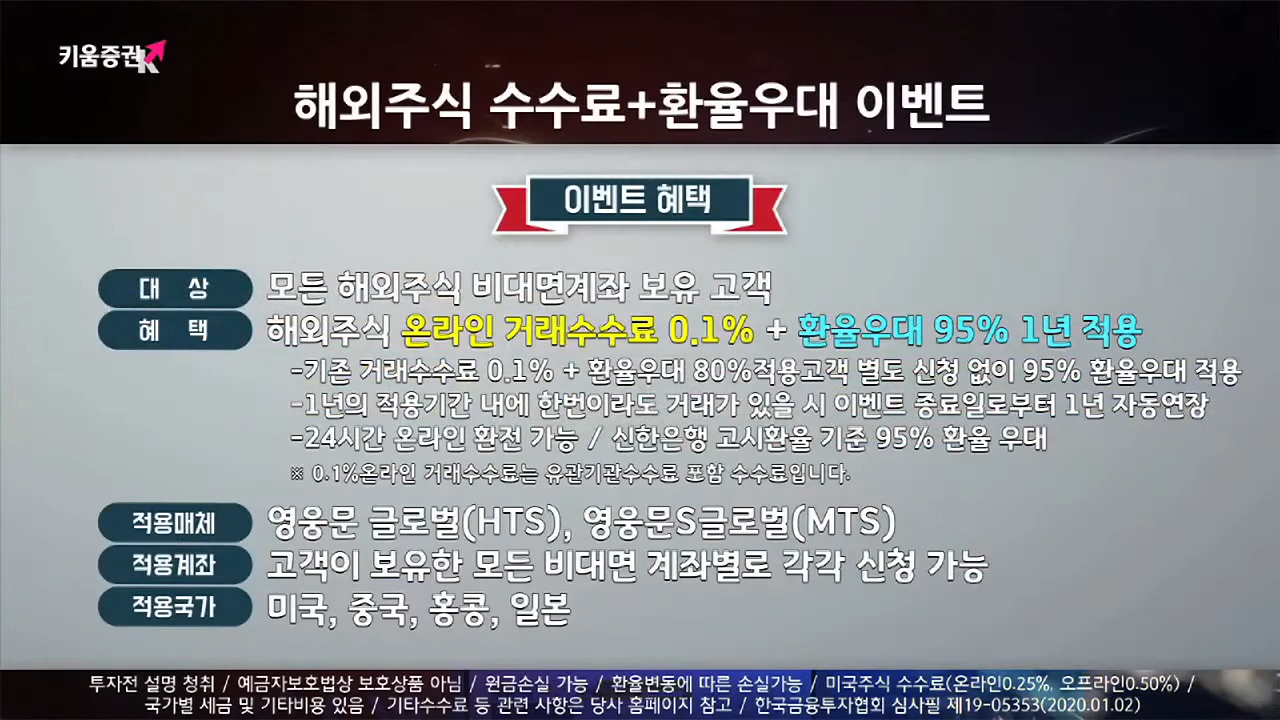 키움증권
해외주식 수수료+환율우대 이벤트
이벤트 혜택
대 상 모든 해외주식 비대면계좌 보유 고객
혜 택 해외주식 온라인 거래수수료 0.1% + 환율우대 95% 1년 적용
-기존 거래수수료 0.1% + 환율우대 80%적용고객 별도 신청 없이 95% 환율우대 적용
-1년의 적용기간 내에 한번이라도 거래가 있을 시 이벤트 종료일로부터 1년 자동연장
-24시간 온라인 환전 가능 / 신한은행 고시환율 기준 95% 환율 우대
※ 0.1%온라인 거래수수료는 유관기관수수료 포함 수수료입니다.
적용매체 영웅문 글로벌(HTS), 영웅문S글로벌(MTS)
적용계좌 고객이 보유한 모든 비대면 계좌별로 각각 신청 가능
적용국가 미국, 중국, 홍콩, 일본
투자전 설명 청취 / 예금자보호법상 보호상품 아님 / 원금손실 가능 / 환율변동에 따른 손실가능 / 미국주식 수수료(온라인0.25%, 오프라인0.50%) /
국가별 세금 및 기타비용 있음 / 기타수수료 등 관련 사항은 당사 홈페이지 참고 / 한국금융투자협회 심사필 제19-05353(2020.01.02)